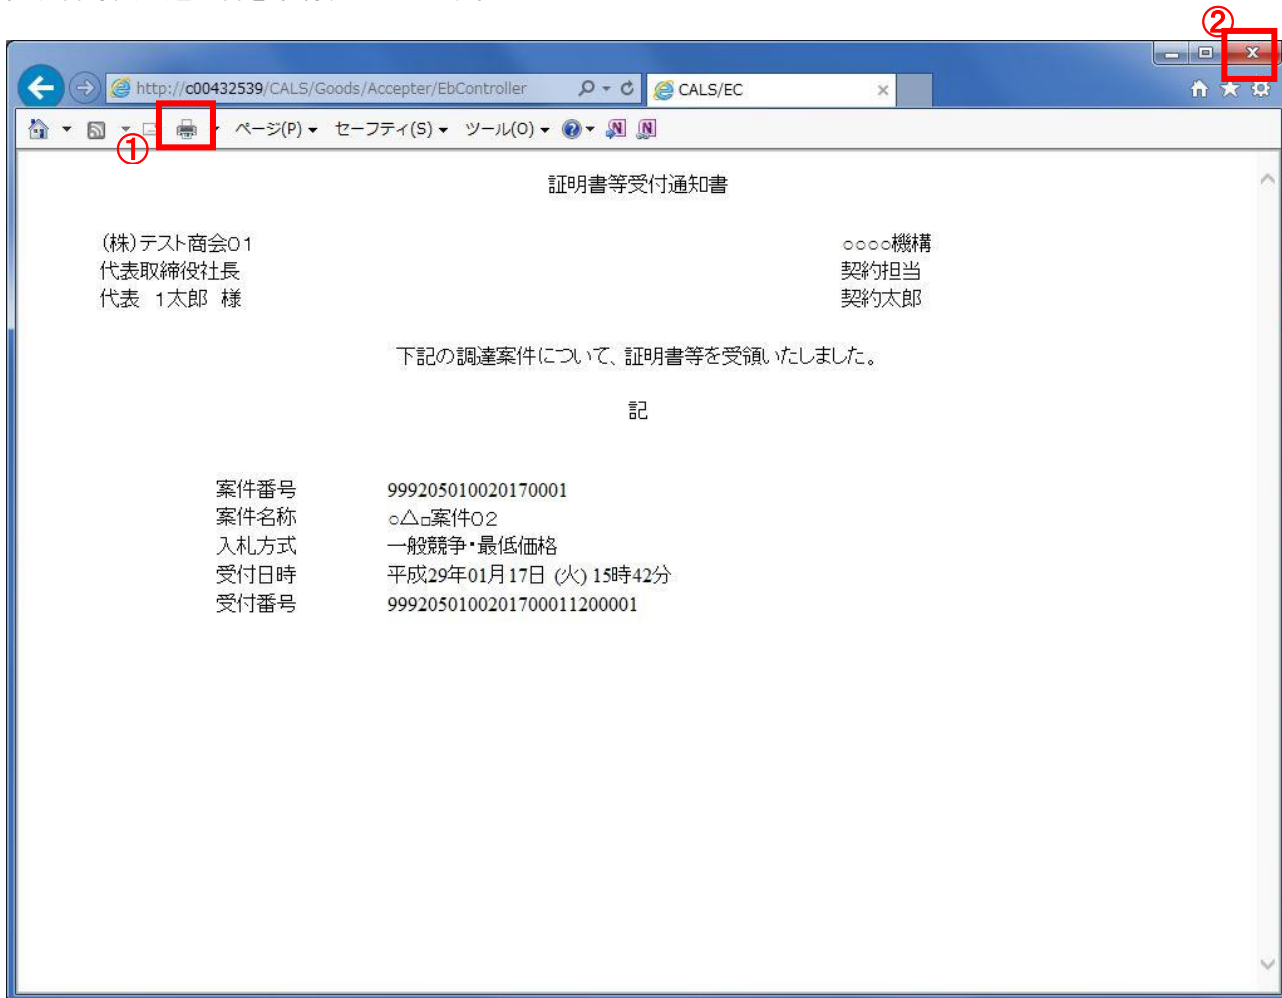 ②
http://c00432539/CALS/Goods/Accepter/EbController
CALS/EC
①
ページ(P)
セーフティ(S)
ツール(O)
証明書等受付通知書
(株)テスト商会01
代表取締役社長
代表 1太郎 様
○○○○機構
契約担当
契約太郎
下記の調達案件について、証明書等を受領いたしました。
記
案件番号 999205010020170001
案件名称 ○△□案件02
入札方式 一般競争・最低価格
受付日時 平成29年01月17日 (火) 15時42分
受付番号 9992050100201700011200001